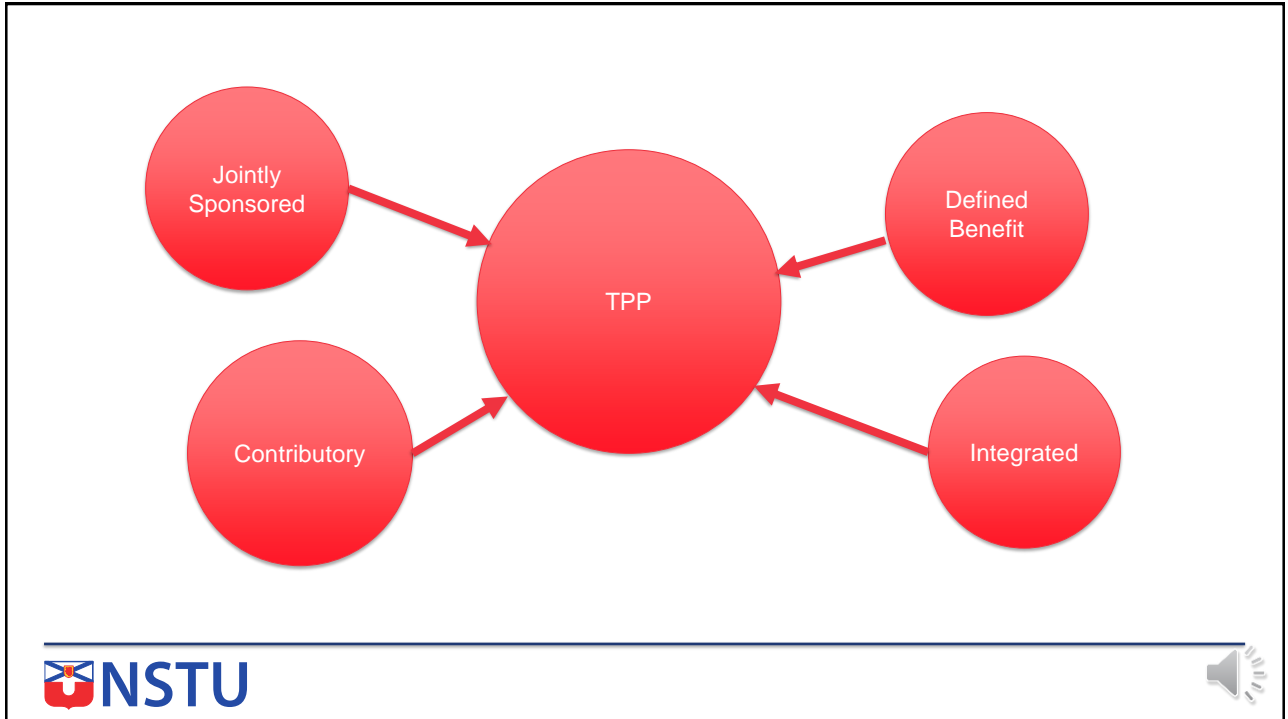 Jointly
Sponsored
Defined
Benefit
TPP
Contributory
Integrated
NSTU